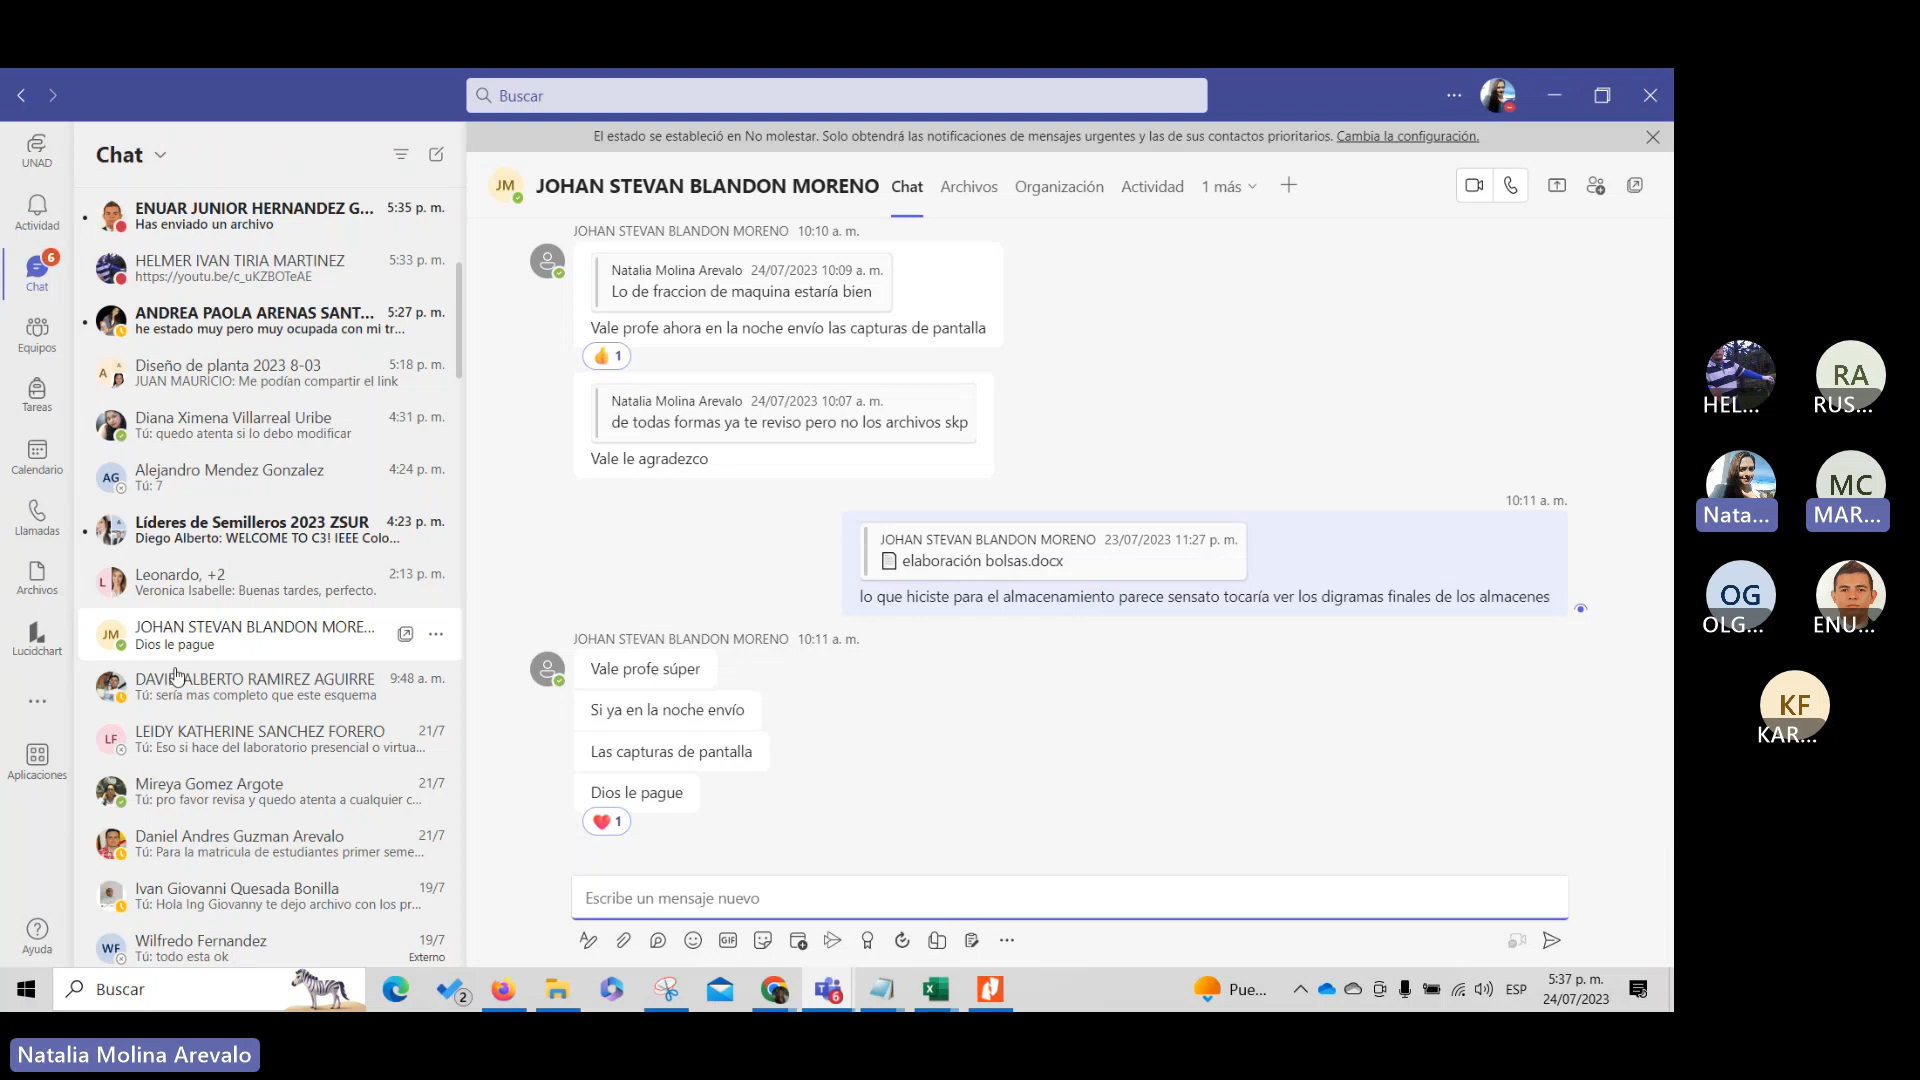 Buscar
El estado se estableció en No molestar. Solo obtendrá las notificaciones de mensajes urgentes y las de sus contactos prioritarios. Cambia la configuración.
UNAD
Actividad
6
Chat
Equipos
Tareas
Calendario
Llamadas
Archivos
Lucidchart
Aplicaciones
Ayuda
Chat
ENUAR JUNIOR HERNANDEZ G... 5:35 p. m.
Has enviado un archivo
HELMER IVAN TIRIA MARTINEZ 5:33 p. m.
https://youtu.be/c_uKZBOTeAE
ANDREA PAOLA ARENAS SANT... 5:27 p. m.
he estado muy pero muy ocupada con mi tr...
A
Diseño de planta 2023 8-03 5:18 p. m.
JUAN MAURICIO: Me podían compartir el link
Diana Ximena Villarreal Uribe 4:31 p. m.
Tú: quedo atenta si lo debo modificar
AG
Alejandro Mendez Gonzalez 4:24 p. m.
Tú: 7
Líderes de Semilleros 2023 ZSUR 4:23 p. m.
Diego Alberto: WELCOME TO C3! IEEE Colo...
L
Leonardo, +2 2:13 p. m.
Veronica Isabelle: Buenas tardes, perfecto.
JM
JOHAN STEVAN BLANDON MORE...
Dios le pague
DAVID ALBERTO RAMIREZ AGUIRRE 9:48 a. m.
Tú: sería mas completo que este esquema
LF
LEIDY KATHERINE SANCHEZ FORERO 21/7
Tú: Eso si hace del laboratorio presencial o virtua...
Mireya Gomez Argote 21/7
Tú: pro favor revisa y quedo atenta a cualquier c...
Daniel Andres Guzman Arevalo 21/7
Tú: Para la matricula de estudiantes primer seme...
Ivan Giovanni Quesada Bonilla 19/7
Tú: Hola Ing Giovanny te dejo archivo con los pr...
WF
Wilfredo Fernandez 19/7
Tú: todo esta ok Externo
JM
JOHAN STEVAN BLANDON MORENO Chat Archivos Organización Actividad 1 más
JOHAN STEVAN BLANDON MORENO 10:10 a. m.
Natalia Molina Arevalo 24/07/2023 10:09 a. m.
Lo de fraccion de maquina estaría bien
Vale profe ahora en la noche envío las capturas de pantalla
1
Natalia Molina Arevalo 24/07/2023 10:07 a. m.
de todas formas ya te reviso pero no los archivos skp
Vale le agradezco
10:11 a. m.
JOHAN STEVAN BLANDON MORENO 23/07/2023 11:27 p. m.
elaboración bolsas.docx
lo que hiciste para el almacenamiento parece sensato tocaría ver los digramas finales de los almacenes
JOHAN STEVAN BLANDON MORENO 10:11 a. m.
Vale profe súper
Si ya en la noche envío
Las capturas de pantalla
Dios le pague
1
Escribe un mensaje nuevo
GIF
HEL...
RA
RUS...
Nata...
MC
MAR...
OG
OLG...
ENU...
KF
KAR...
Buscar
2
6
Pue...
ESP
5:37 p. m.
24/07/2023
Natalia Molina Arevalo